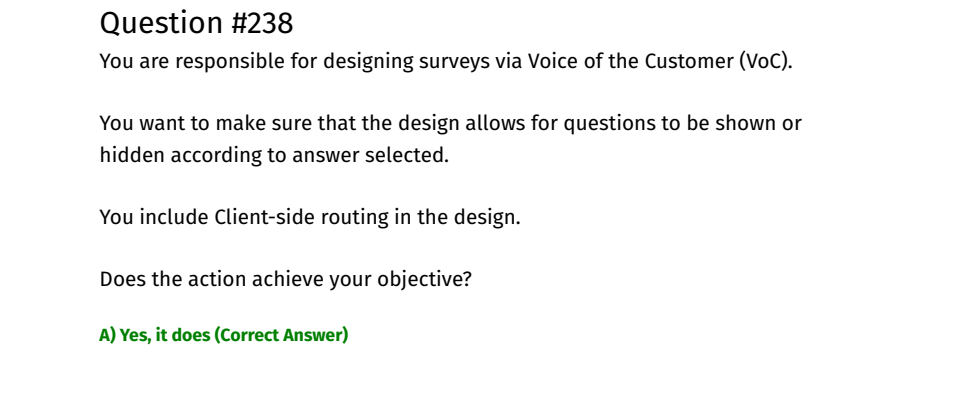 Question #238
You are responsible for designing surveys via Voice of the Customer (VoC).
You want to make sure that the design allows for questions to be shown or
hidden according to answer selected.
You include Client-side routing in the design.
Does the action achieve your objective?
A) Yes, it does (Correct Answer)